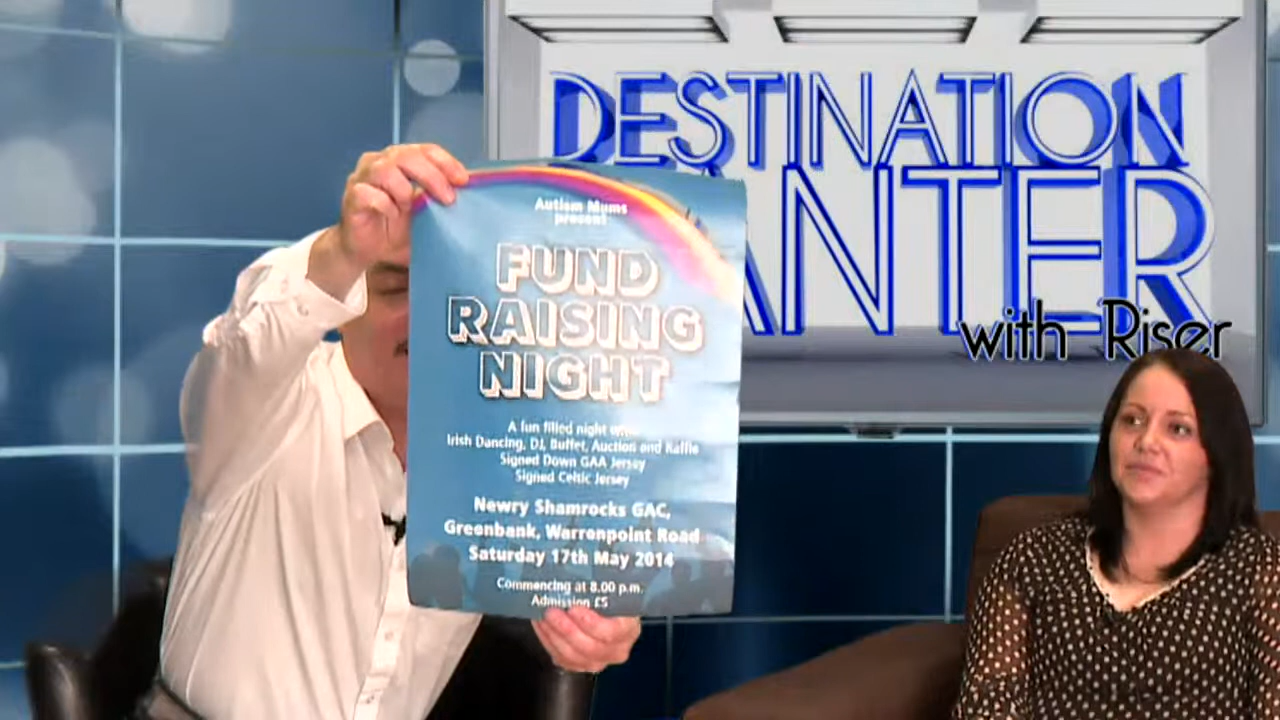 DESTINATION
ANTER
with Riser
Autism Mums
present
FUND
RAISING
NIGHT
A fun filled night
Irish Dancing, DJ, Buffet, Auction and Raffle
Signed Down GAA Jersey
Signed Celtic Jersey
Newry Shamrocks GAC,
Greenbank, Warrenpoint Road
Saturday 17th May 2014
Commencing at 8.00 p.m.
Admission £5